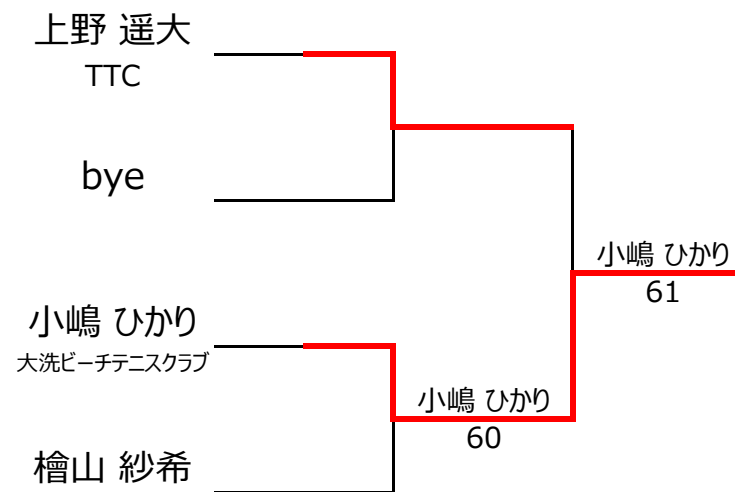 上野 遥大
TTC
bye
小嶋 ひかり
61
小嶋 ひかり
大洗ビーチテニスクラブ
小嶋 ひかり
60
檜山 紗希